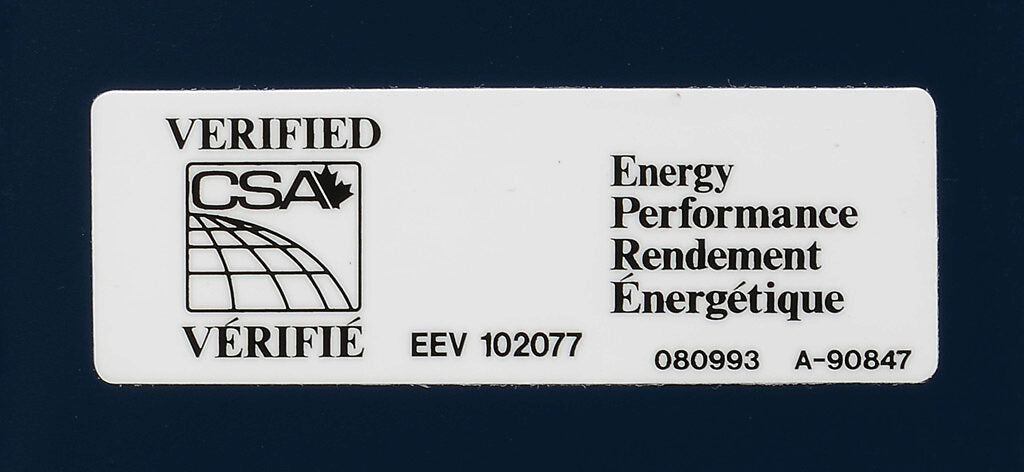 VERIFIED
CSA
VÉRIFIÉ
EEV 102077
Energy
Performance
Rendement
Énergétique
080993 A-90847